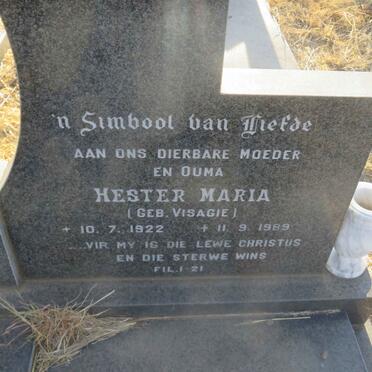 'n Simbool van Liefde
AAN ONS DIERBARE MOEDER
EN OUMA
HESTER MARIA
(GEB. VISAGIE)
+ 10. 7. 1922 + 11. 9. 1989
....VIR MY IS DIE LEWE CHRISTUS
EN DIE STERWE WINS
FIL. 1-21